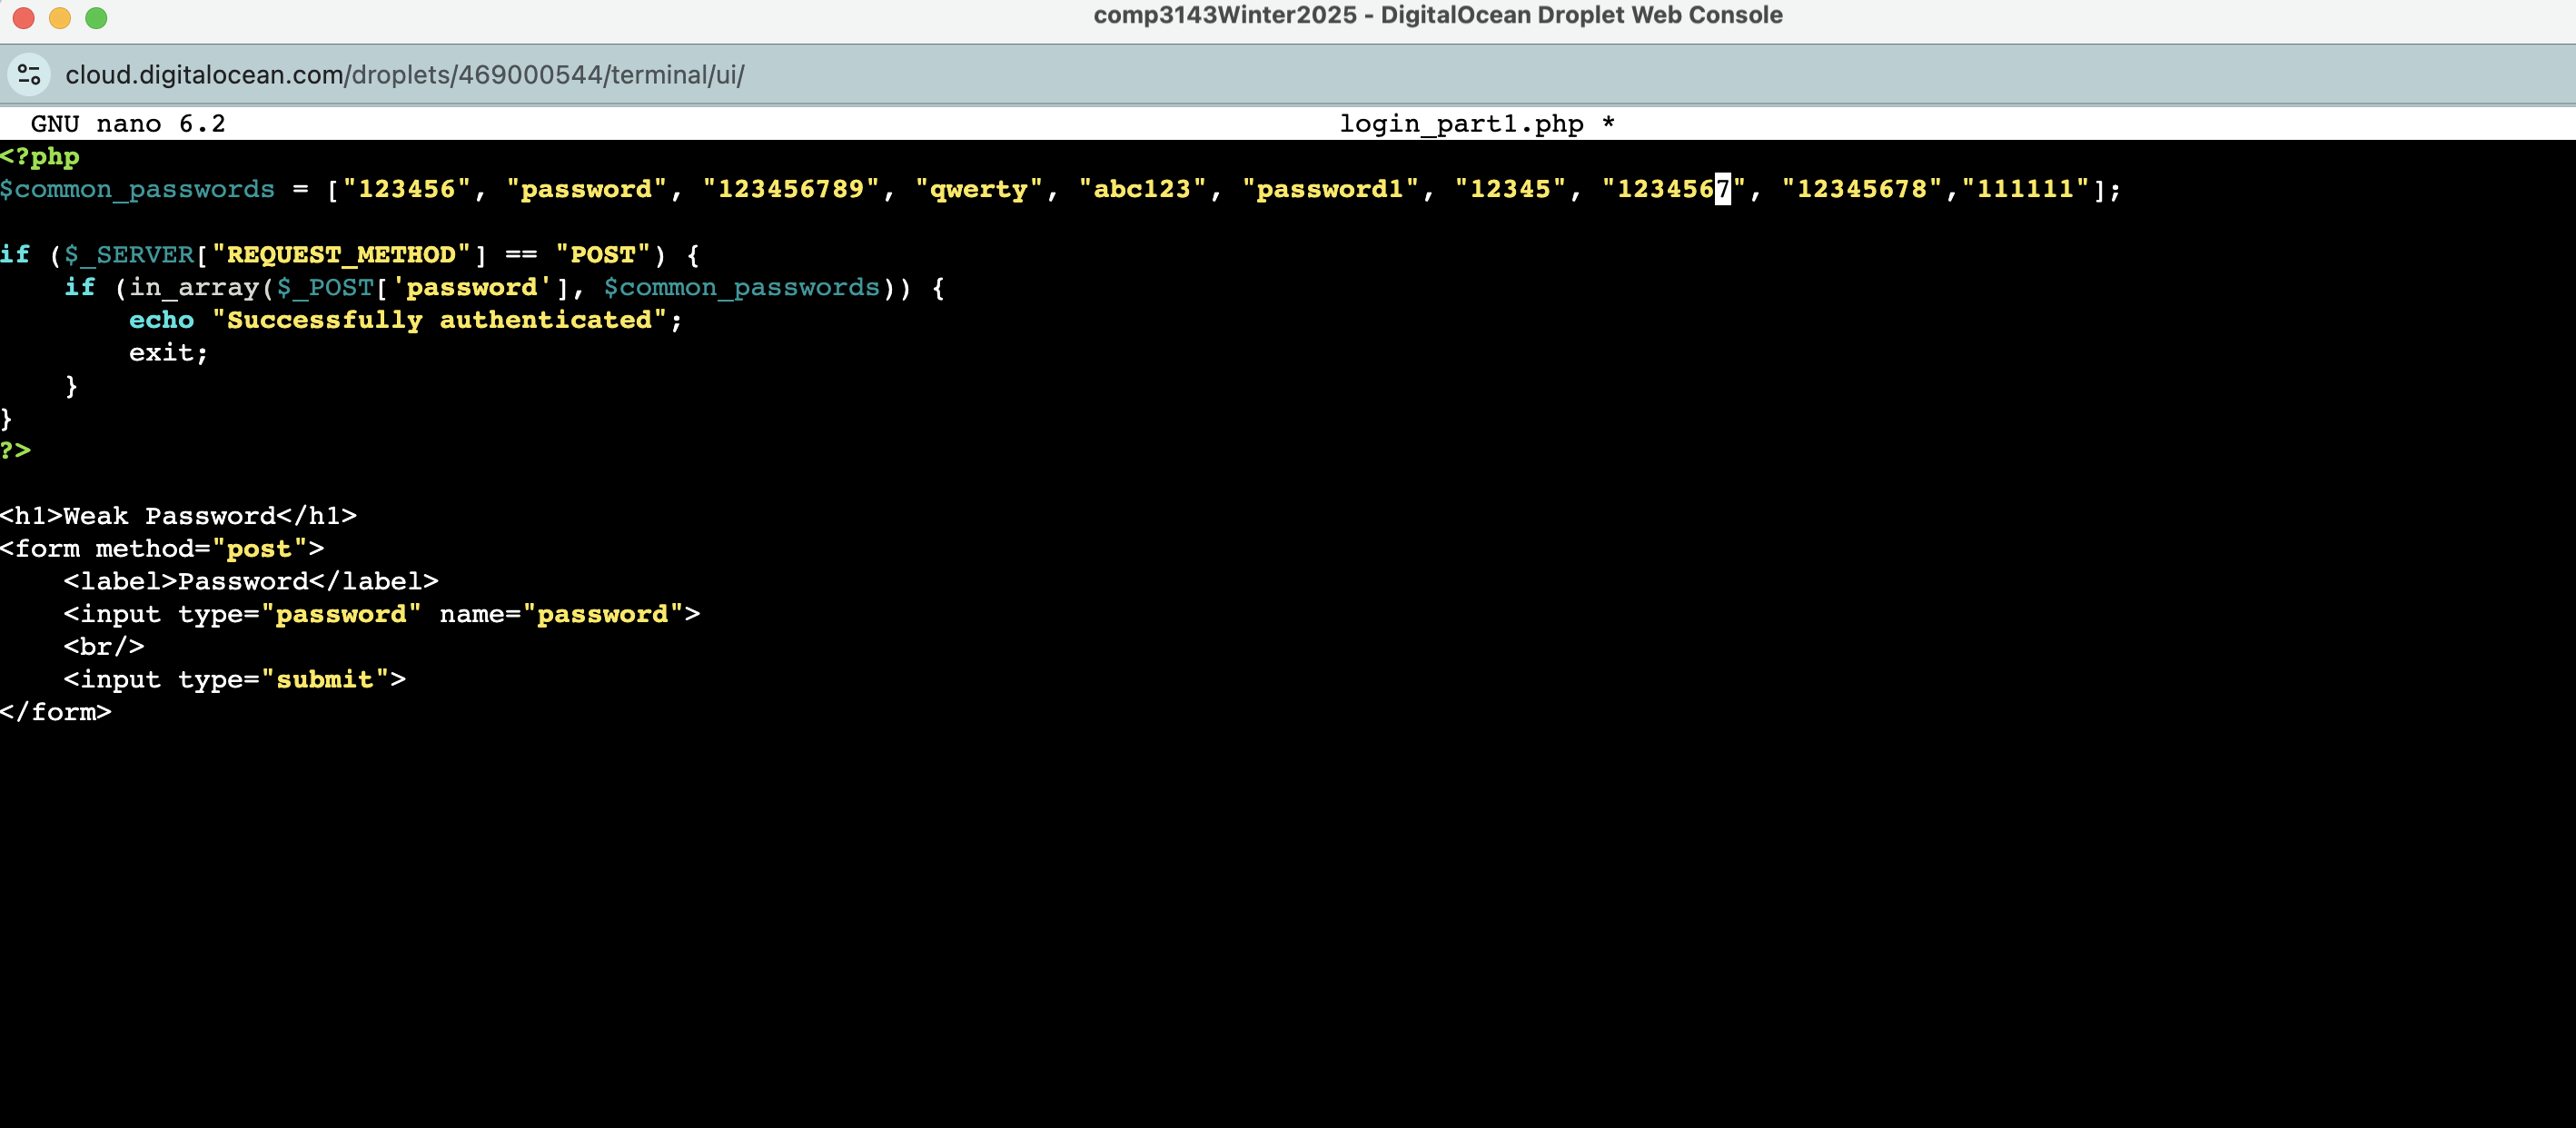 comp3143Winter2025 - DigitalOcean Droplet Web Console
cloud.digitalocean.com/droplets/469000544/terminal/ui/
GNU nano 6.2 login_part1.php *
<?php
$common_passwords = ["123456", "password", "123456789", "qwerty", "abc123", "password1", "12345", "1234567", "12345678","111111"];
if ($_SERVER["REQUEST_METHOD"] == "POST") {
    if (in_array($_POST['password'], $common_passwords)) {
        echo "Successfully authenticated";
        exit;
    }
}
?>
<h1>Weak Password</h1>
<form method="post">
    <label>Password</label>
    <input type="password" name="password">
    <br/>
    <input type="submit">
</form>